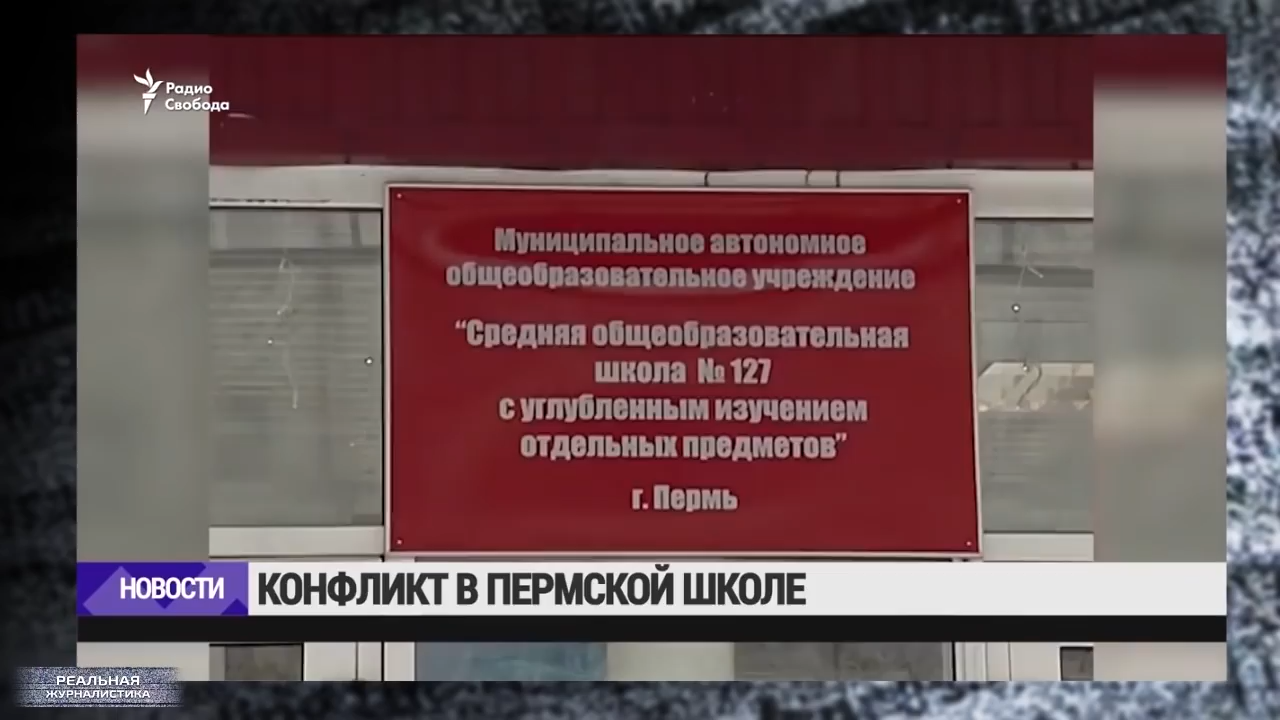 Радио
Свобода
Муниципальное автономное
общеобразовательное учреждение
“Средняя общеобразовательная
школа № 127
с углубленным изучением
отдельных предметов”
г. Пермь
НОВОСТИ
КОНФЛИКТ В ПЕРМСКОЙ ШКОЛЕ
РЕАЛЬНАЯ
ЖУРНАЛИСТИКА